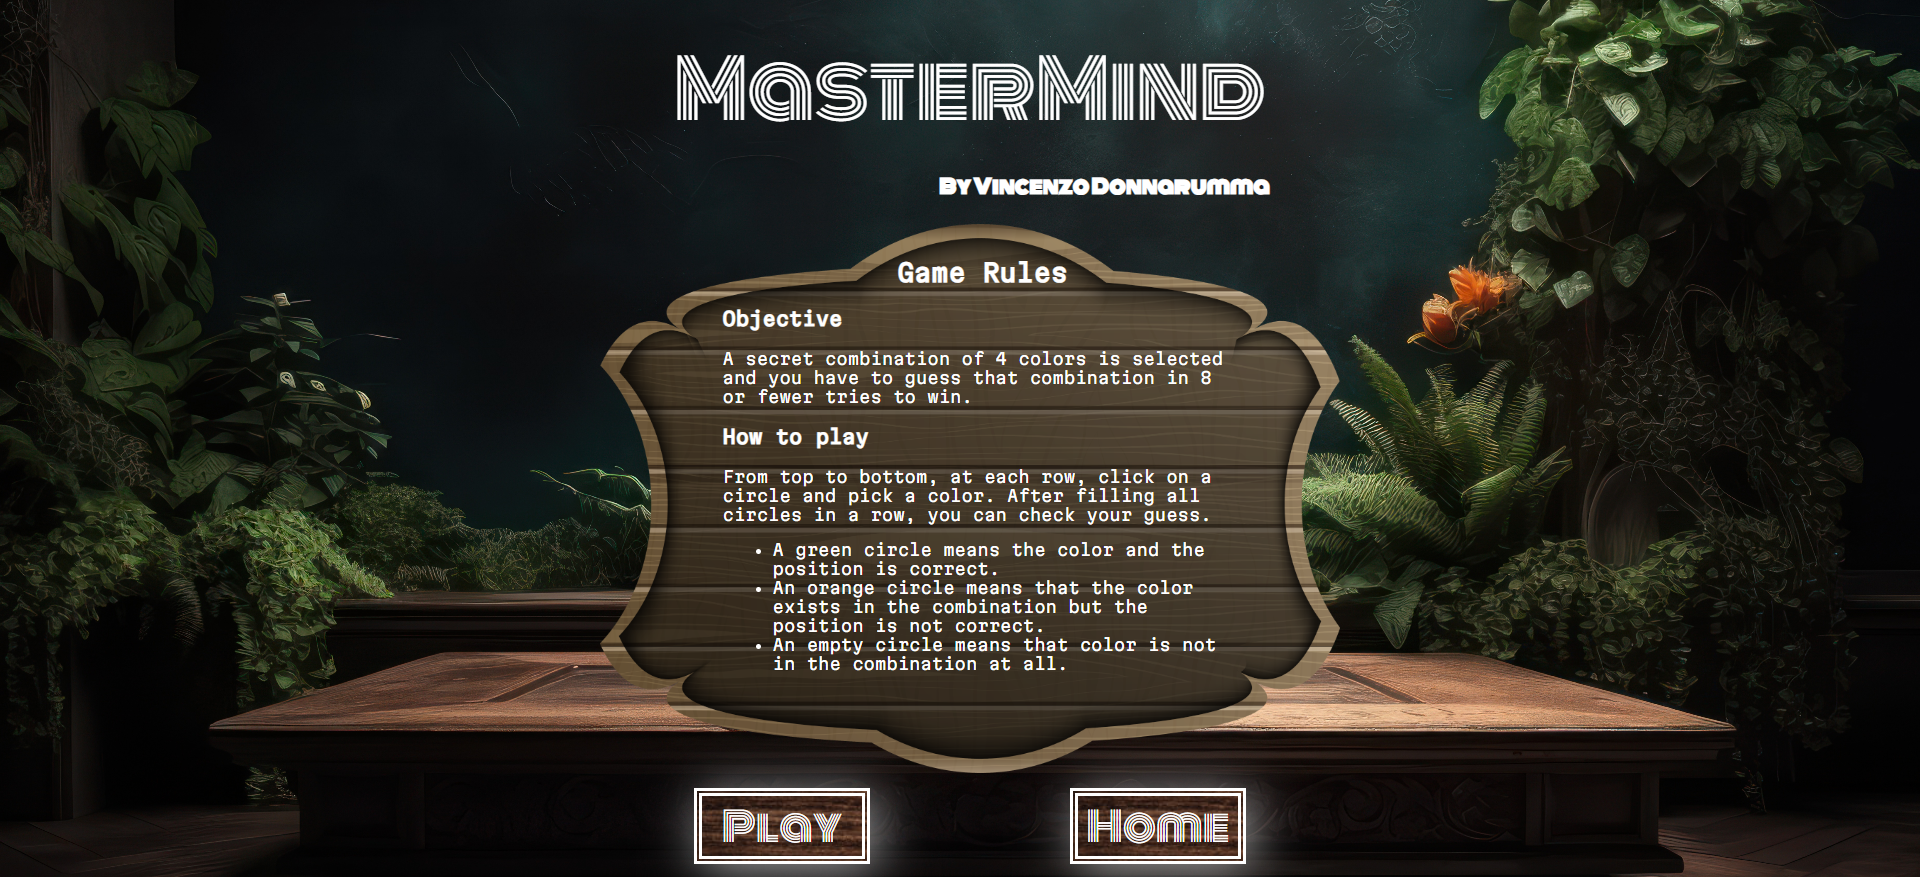 MasterMind
By Vincenzo Donnarumma
Game Rules
Objective
A secret combination of 4 colors is selected
and you have to guess that combination in 8
or fewer tries to win.
How to play
From top to bottom, at each row, click on a
circle and pick a color. After filling all
circles in a row, you can check your guess.
• A green circle means the color and the
position is correct.
• An orange circle means that the color
exists in the combination but the
position is not correct.
• An empty circle means that color is not
in the combination at all.
Play
Home